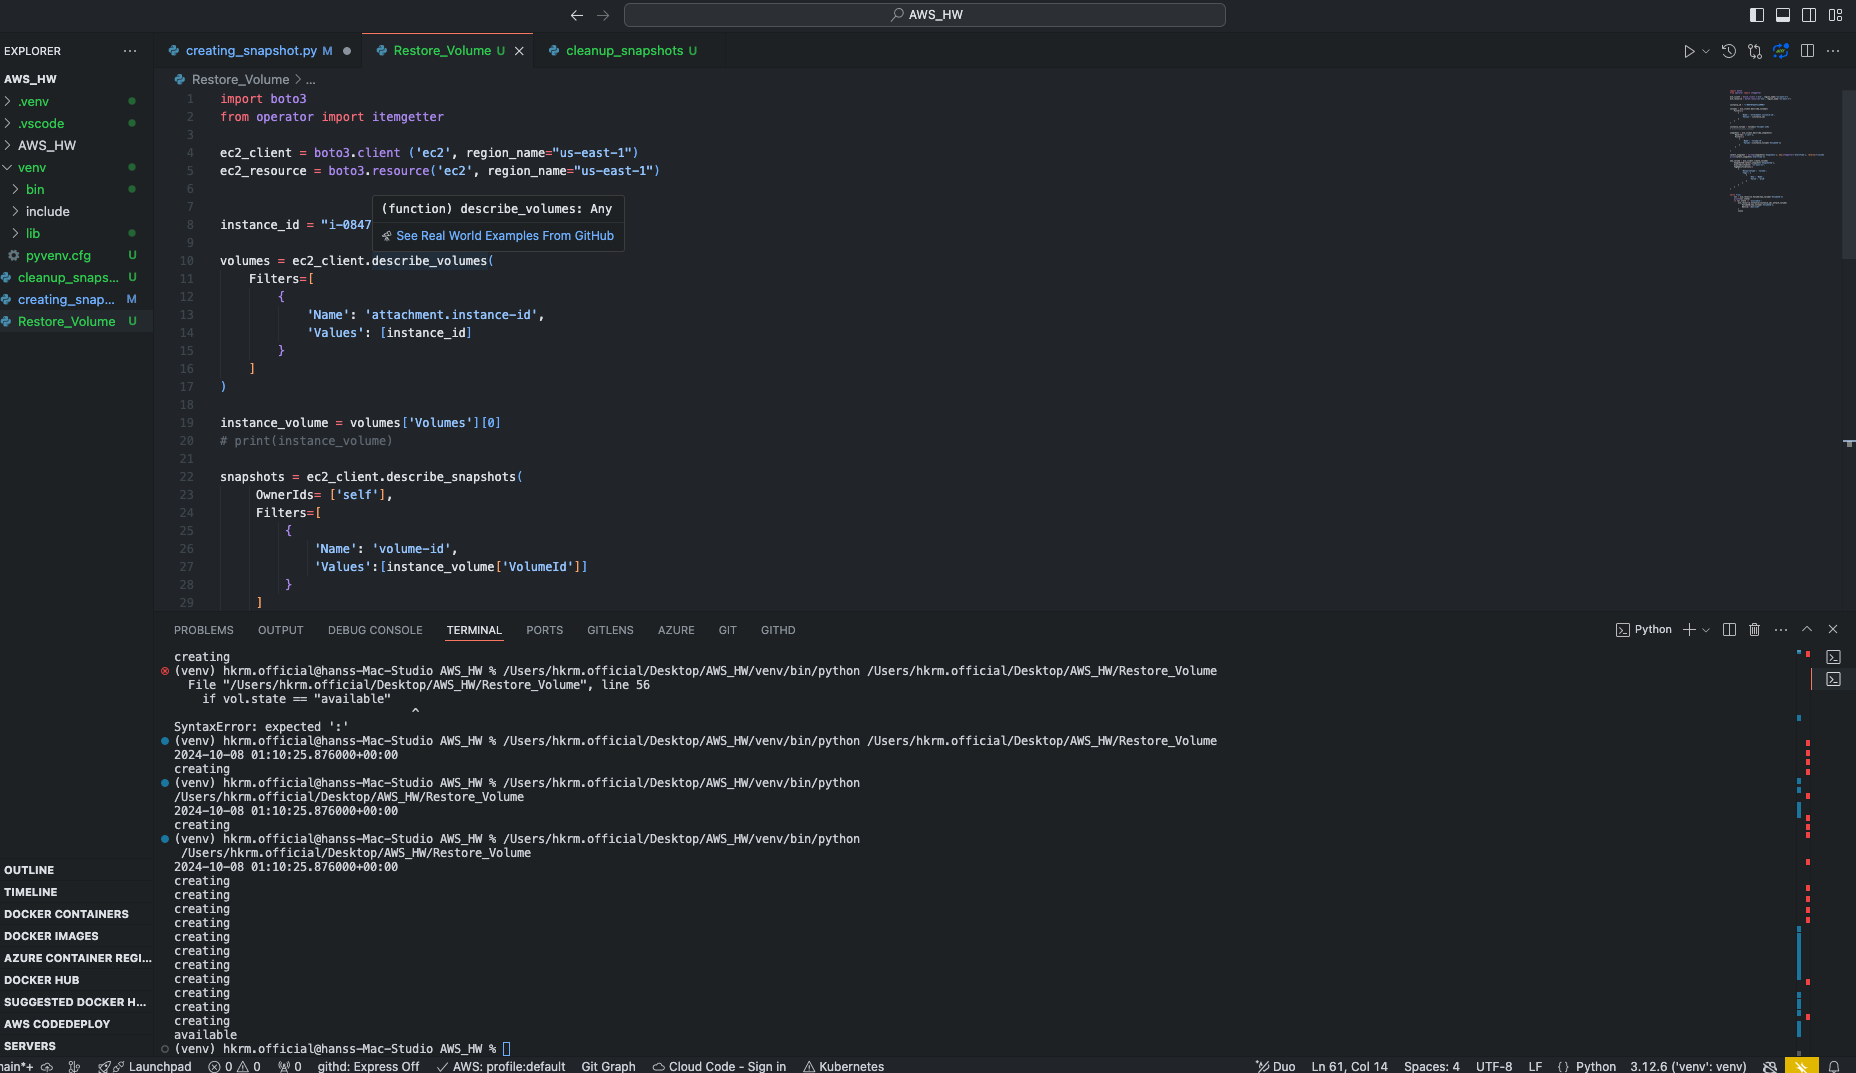 AWS_HW
EXPLORER
creating_snapshot.py M
Restore_Volume U
cleanup_snapshots U
AWS_HW
.venv
.vscode
AWS_HW
venv
bin
include
lib
pyvenv.cfg U
cleanup_snaps... U
creating_snap... M
Restore_Volume U
OUTLINE
TIMELINE
DOCKER CONTAINERS
DOCKER IMAGES
AZURE CONTAINER REGI...
DOCKER HUB
SUGGESTED DOCKER H...
AWS CODEDEPLOY
SERVERS
Restore_Volume > ...
1 import boto3
2 from operator import itemgetter
3
4 ec2_client = boto3.client ('ec2', region_name="us-east-1")
5 ec2_resource = boto3.resource('ec2', region_name="us-east-1")
6
7
(function) describe_volumes: Any
See Real World Examples From GitHub
8 instance_id = "i-0847
9
10 volumes = ec2_client.describe_volumes(
11 Filters=[
12 {
13 'Name': 'attachment.instance-id',
14 'Values': [instance_id]
15 }
16 ]
17 )
18
19 instance_volume = volumes['Volumes'][0]
20 # print(instance_volume)
21
22 snapshots = ec2_client.describe_snapshots(
23 OwnerIds= ['self'],
24 Filters=[
25 {
26 'Name': 'volume-id',
27 'Values':[instance_volume['VolumeId']]
28 }
29 ]
PROBLEMS OUTPUT DEBUG CONSOLE TERMINAL PORTS GITLENS AZURE GIT GITHD
Python
creating
(venv) hkrm.official@hanss-Mac-Studio AWS_HW % /Users/hkrm.official/Desktop/AWS_HW/venv/bin/python /Users/hkrm.official/Desktop/AWS_HW/Restore_Volume
File "/Users/hkrm.official/Desktop/AWS_HW/Restore_Volume", line 56
if vol.state == "available"
^
SyntaxError: expected ':'
(venv) hkrm.official@hanss-Mac-Studio AWS_HW % /Users/hkrm.official/Desktop/AWS_HW/venv/bin/python /Users/hkrm.official/Desktop/AWS_HW/Restore_Volume
2024-10-08 01:10:25.876000+00:00
creating
(venv) hkrm.official@hanss-Mac-Studio AWS_HW % /Users/hkrm.official/Desktop/AWS_HW/venv/bin/python
/Users/hkrm.official/Desktop/AWS_HW/Restore_Volume
2024-10-08 01:10:25.876000+00:00
creating
(venv) hkrm.official@hanss-Mac-Studio AWS_HW % /Users/hkrm.official/Desktop/AWS_HW/venv/bin/python
/Users/hkrm.official/Desktop/AWS_HW/Restore_Volume
2024-10-08 01:10:25.876000+00:00
creating
creating
creating
creating
creating
creating
creating
creating
creating
creating
creating
available
(venv) hkrm.official@hanss-Mac-Studio AWS_HW %
main*+ Launchpad 0 0 0 githd: Express Off AWS: profile:default Git Graph Cloud Code - Sign in Kubernetes Duo Ln 61, Col 14 Spaces: 4 UTF-8 LF { } Python 3.12.6 ('venv': venv)